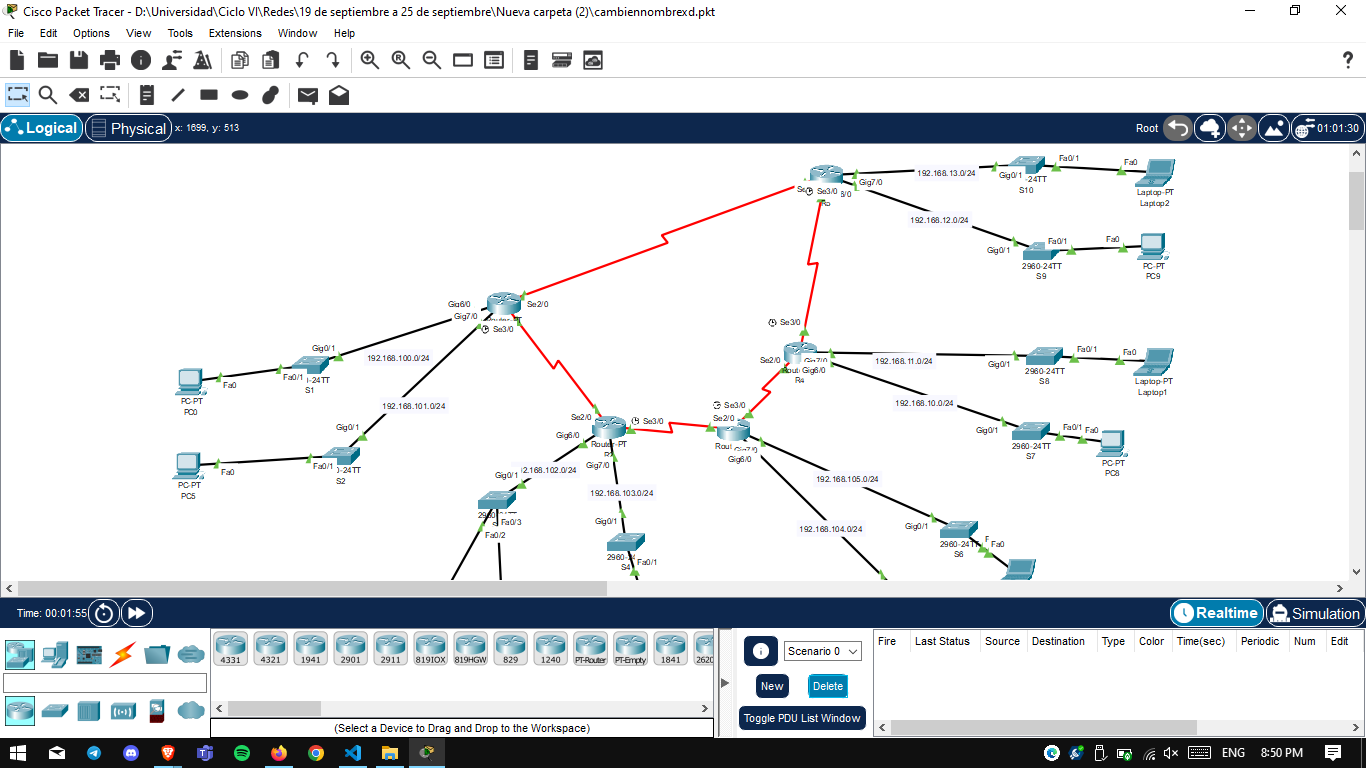 Cisco Packet Tracer - D:\Universidad\Ciclo VI\Redes\19 de septiembre a 25 de septiembre\Nueva carpeta (2)\cambiennombrexd.pkt
File Edit Options View Tools Extensions Window Help
Logical Physical x: 1699, y: 513 Root 01:01:30
192.168.13.0/24 Gig0/1 Fa0/1 Fa0
-24TT
S10
Laptop-PT
Laptop2
Se3/0 Gig7/0
192.168.12.0/24
Gig0/1 Fa0/1 Fa0
2960-24TT
S9
PC-PT
PC9
Gig6/0 Se2/0
Gig7/0
Se3/0
Gig0/1
192.168.100.0/24
Fa0 Fa0/1 -24TT
S1
PC-PT
PC0
192.168.101.0/24
Gig0/1
Fa0 Fa0/1 -24TT
S2
PC-PT
PC5
Se3/0
Se2/0 Gig7/0
Gig6/0
R4
192.168.11.0/24
Gig0/1 Fa0/1 Fa0
2960-24TT
S8
Laptop-PT
Laptop1
192.168.10.0/24
Gig0/1 Fa0/1 Fa0
2960-24TT
S7
PC-PT
PC8
Se2/0 Se3/0
Gig6/0 Router-PT
Gig7/0
Se3/0
Se2/0
Gig7/0
Gig6/0
Gig0/1 2.168.102.0/24
Fa0/3
Fa0/2
192.168.103.0/24
Gig0/1
S4 Fa0/1
192.168.105.0/24
192.168.104.0/24
Gig0/1
2960-24TT
S6
Fa0
Time: 00:01:55 Realtime Simulation
4331 4321 1941 2901 2911 819IOX 819HGW 829 1240 PT-Router PT-Empty 1841 2620
(Select a Device to Drag and Drop to the Workspace)
Scenario 0
New Delete
Toggle PDU List Window
Fire Last Status Source Destination Type Color Time(sec) Periodic Num Edit
ENG 8:50 PM